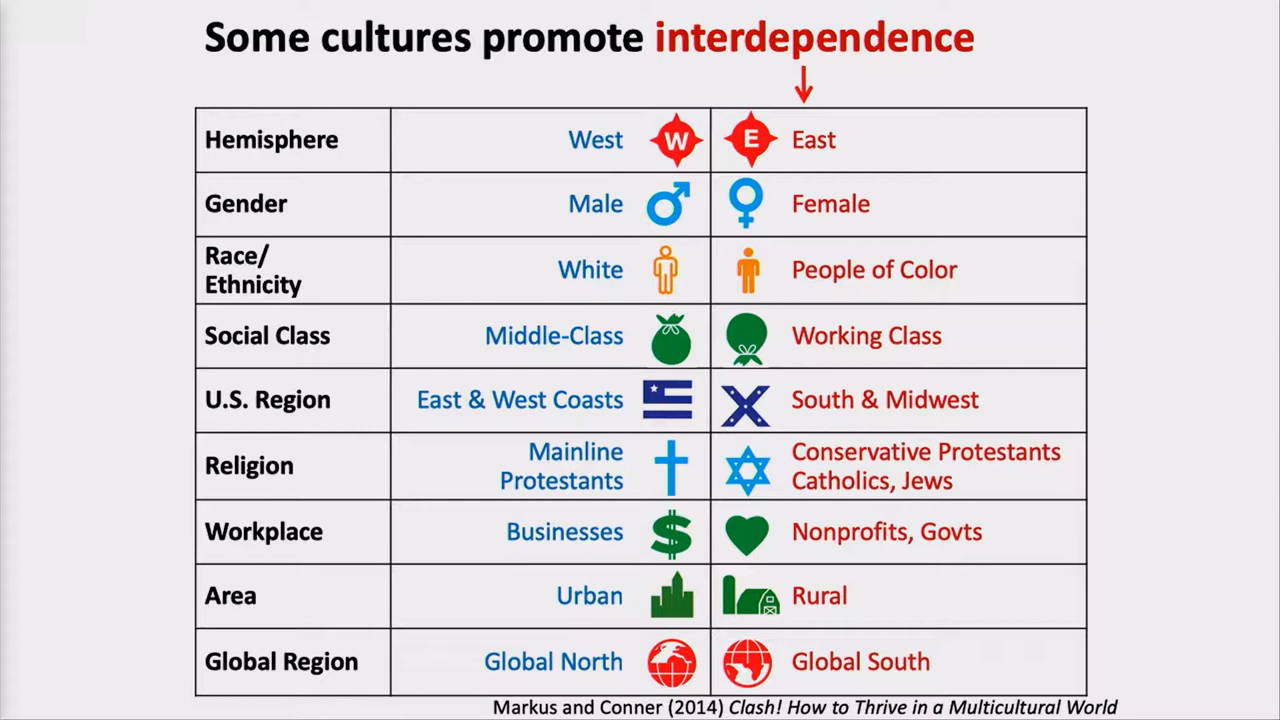 Some cultures promote interdependence
Hemisphere West W E East
Gender Male Female
Race/
Ethnicity White People of Color
Social Class Middle-Class Working Class
U.S. Region East & West Coasts South & Midwest
Religion Mainline
Protestants Conservative Protestants
Catholics, Jews
Workplace Businesses $ Nonprofits, Govts
Area Urban Rural
Global Region Global North Global South
Markus and Conner (2014) Clash! How to Thrive in a Multicultural World